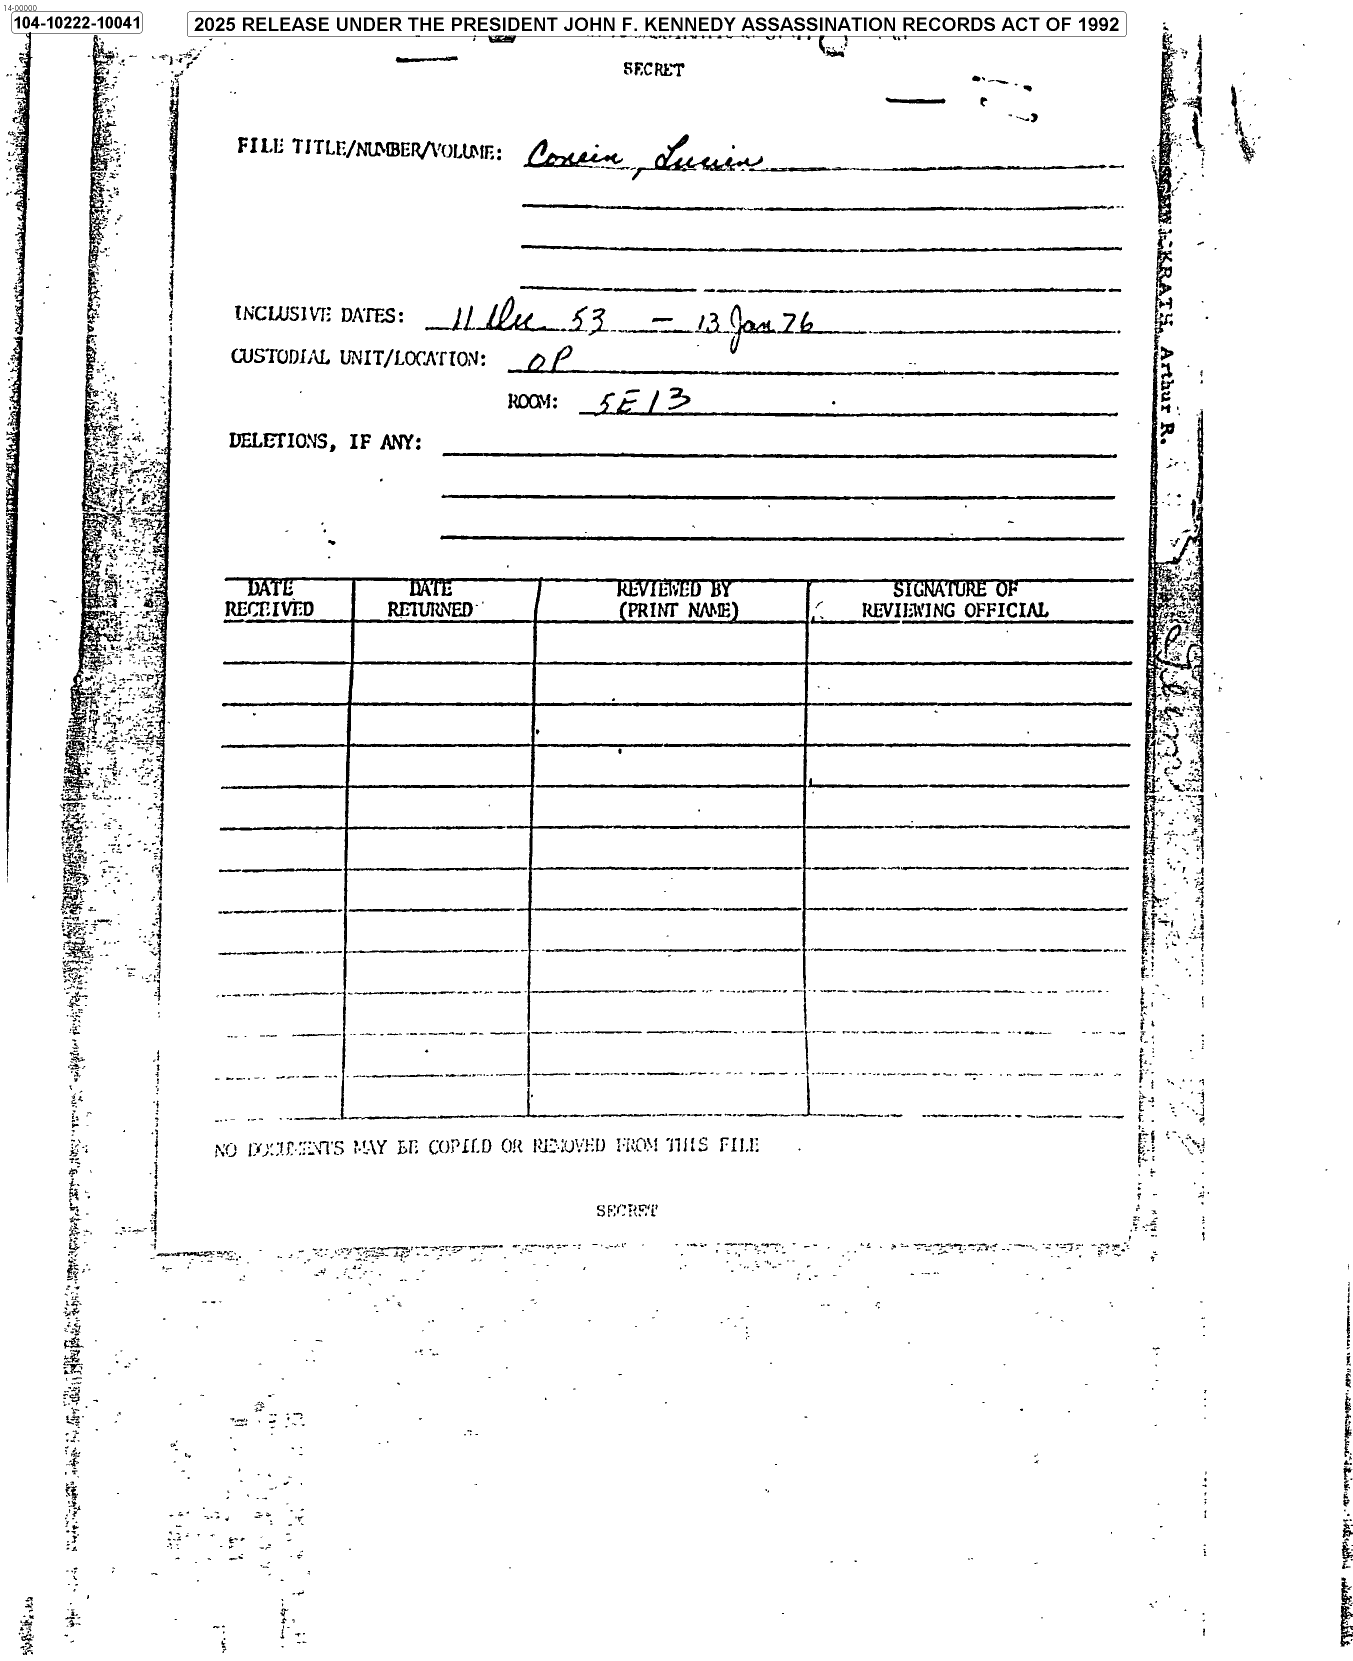 14-00000
104-10222-10041
2025 RELEASE UNDER THE PRESIDENT JOHN F. KENNEDY ASSASSINATION RECORDS ACT OF 1992
SECRET
FILE TITLE/NUMBER/VOLUME: Conein, Lucien
INCLUSIVE DATES: 11 Dec 53 — 13 Jan 76
CUSTODIAL UNIT/LOCATION: OP
ROOM: 5E13
DELETIONS, IF ANY:
DATE RECEIVED DATE RETURNED REVIEWED BY (PRINT NAME) SIGNATURE OF REVIEWING OFFICIAL
NO DOCUMENTS MAY BE COPIED OR REMOVED FROM THIS FILE
SECRET
Arthur R.